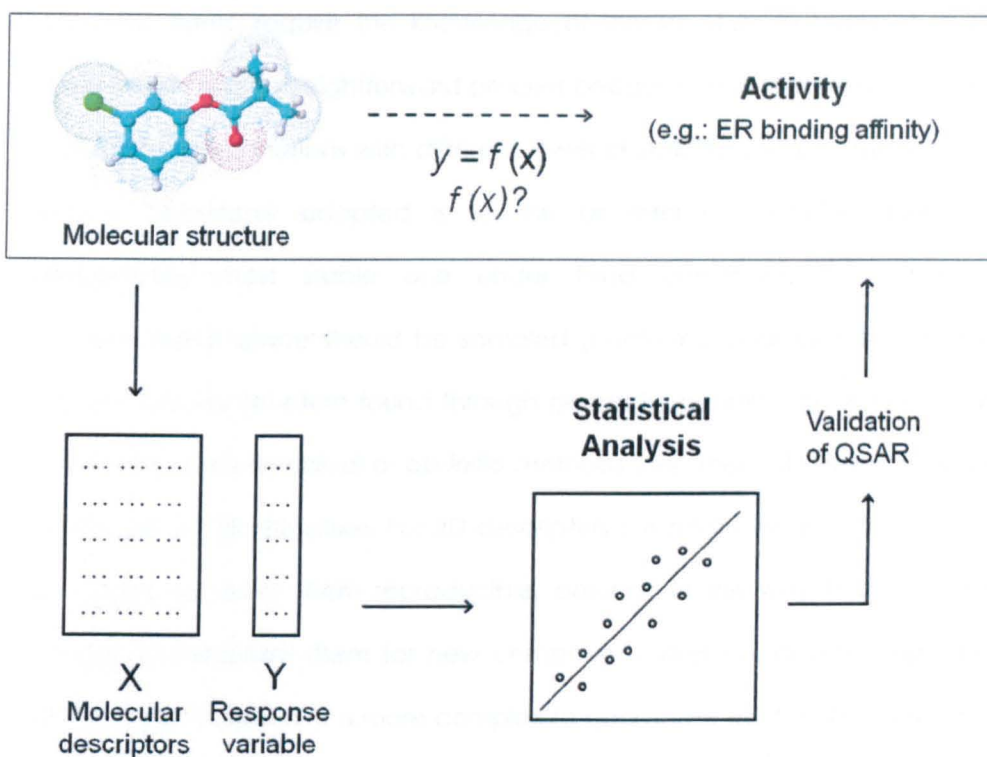 Activity
(e.g.: ER binding affinity)
y = f (x)
f (x)?
Molecular structure
Statistical
Analysis
Validation
of QSAR
X
Molecular
descriptors
Y
Response
variable